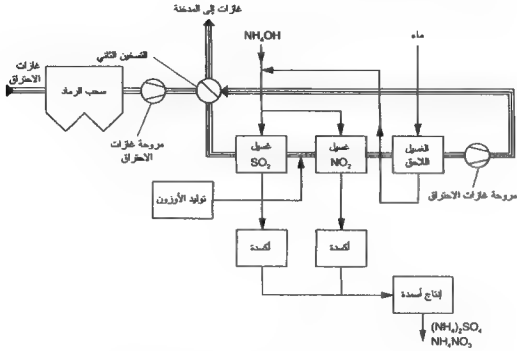 غازات إلى المدخنة
التسخين الثاني
NH₄OH
ماء
غازات
الاحتراق
سحب الرماد
مروحة غازات
الاحتراق
غسيل
SO₂
غسيل
NO₂
الغسيل
اللاحق
مروحة غازات الاحتراق
توليد الأوزون
أكسدة
أكسدة
إنتاج أسمدة
(NH₄)₂SO₄
NH₄NO₃